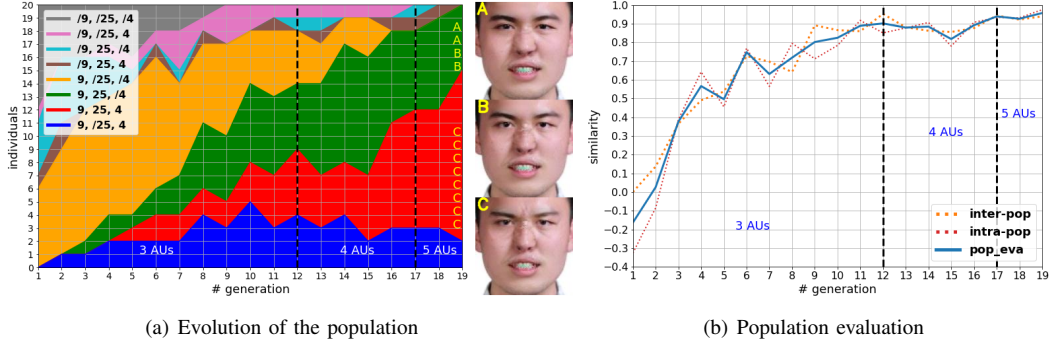 individuals
20
19
18
17
16
15
14
13
12
11
10
9
8
7
6
5
4
3
2
1
0
/9, /25, /4
/9, /25, 4
/9, 25, /4
/9, 25, 4
9, /25, /4
9, 25, /4
9, 25, 4
9, /25, 4
A
A
B
B
C
C
C
C
C
C
C
C
3 AUs
4 AUs
5 AUs
1 2 3 4 5 6 7 8 9 10 11 12 13 14 15 16 17 18 19
# generation
A
B
C
similarity
1.0
0.9
0.8
0.7
0.6
0.5
0.4
0.3
0.2
0.1
0.0
−0.1
−0.2
−0.3
−0.4
3 AUs
4 AUs
5 AUs
inter-pop
intra-pop
pop_eva
1 2 3 4 5 6 7 8 9 10 11 12 13 14 15 16 17 18 19
# generation
(a) Evolution of the population
(b) Population evaluation